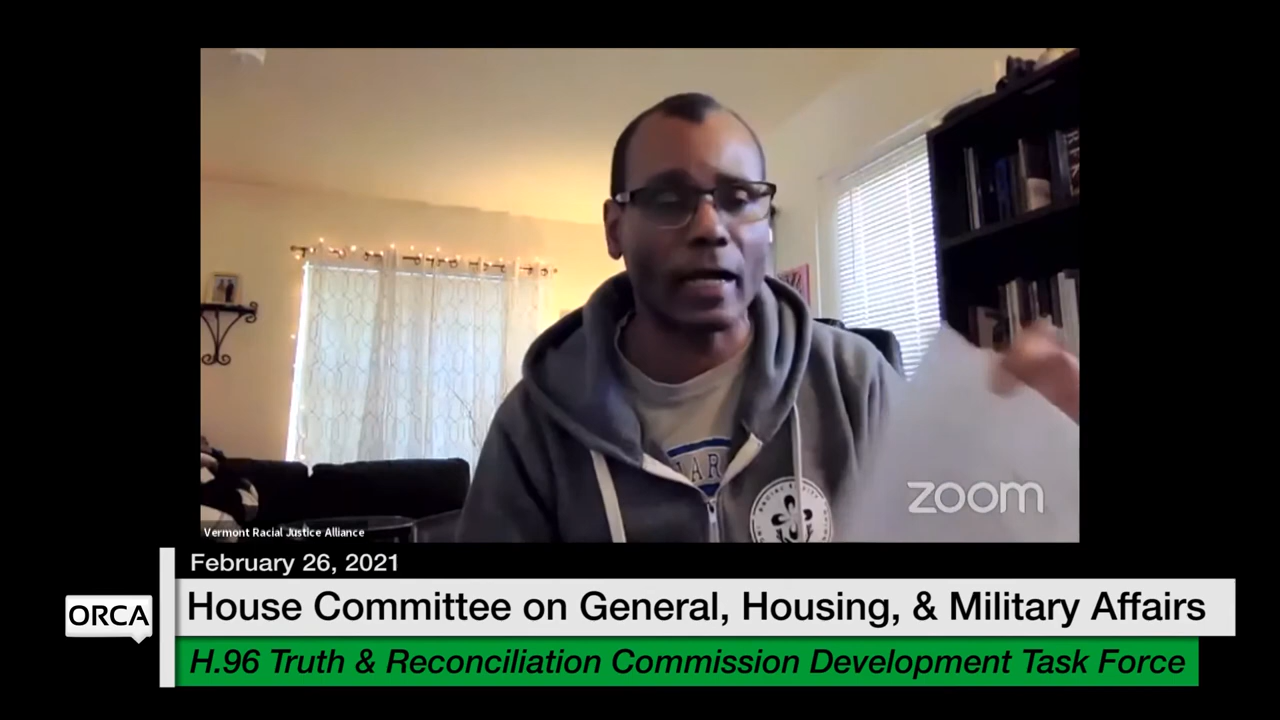 zoom
Vermont Racial Justice Alliance
February 26, 2021
ORCA
House Committee on General, Housing, & Military Affairs
H.96 Truth & Reconciliation Commission Development Task Force